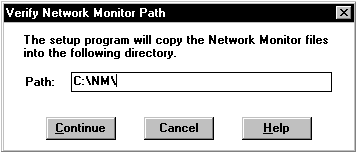 Verify Network Monitor Path
The setup program will copy the Network Monitor files
into the following directory.
Path: C:\NM\
Continue Cancel Help